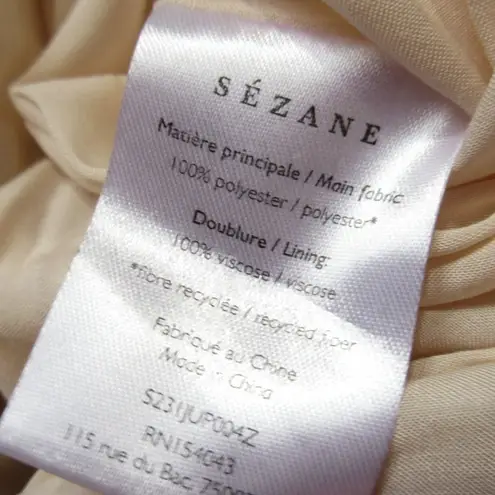 SÉZANE
Matière principale / Main fabric
100% polyester / polyester*
Doublure / Lining:
100% viscose / viscose
*fibre recyclée / recycled fiber
Fabriqué au Chine
Made in China
S231JUP004Z
RN154043
115 rue du Bac,